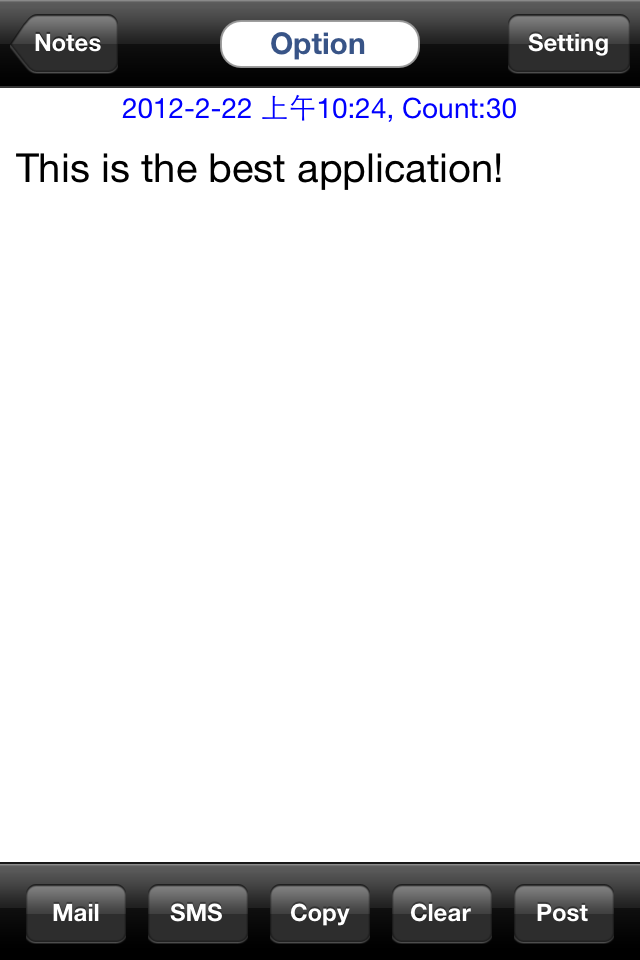 Notes
Option
Setting
2012-2-22 上午10:24, Count:30
This is the best application!
Mail
SMS
Copy
Clear
Post